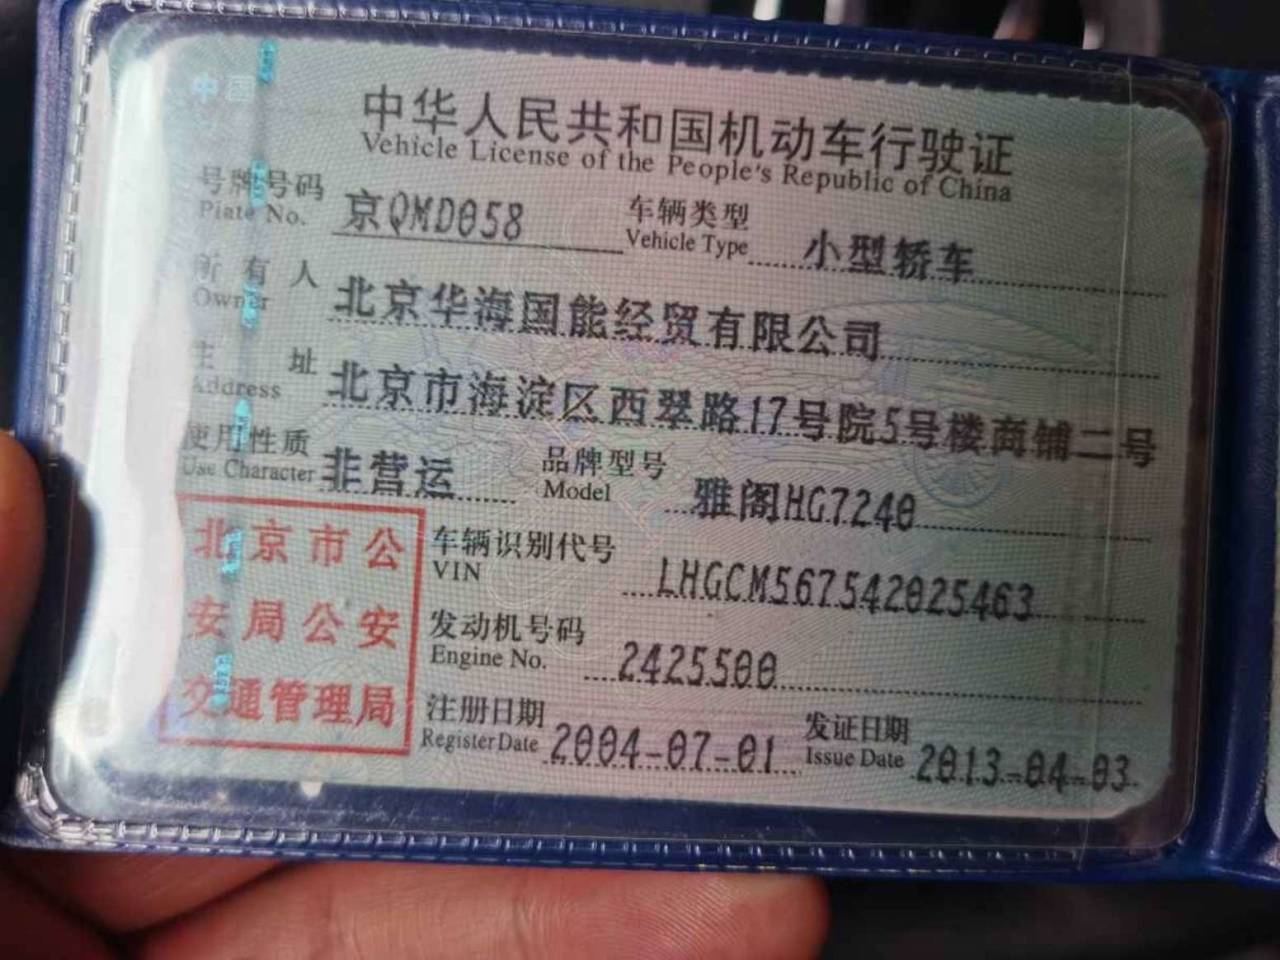 中国
中华人民共和国机动车行驶证
Vehicle License of the People's Republic of China
号牌号码 京QMD058 车辆类型 小型轿车
Plate No. Vehicle Type
所有人 北京华海国能经贸有限公司
Owner
主址 北京市海淀区西翠路17号院5号楼商铺二号
Address
使用性质 非营运 品牌型号 雅阁HG7240
Use Character Model
北京市公
安局公安
交通管理局
车辆识别代号 LHGCM567542025463
VIN
发动机号码 2425500
Engine No.
注册日期 2004-07-01 发证日期 2013-04-03
Register Date Issue Date